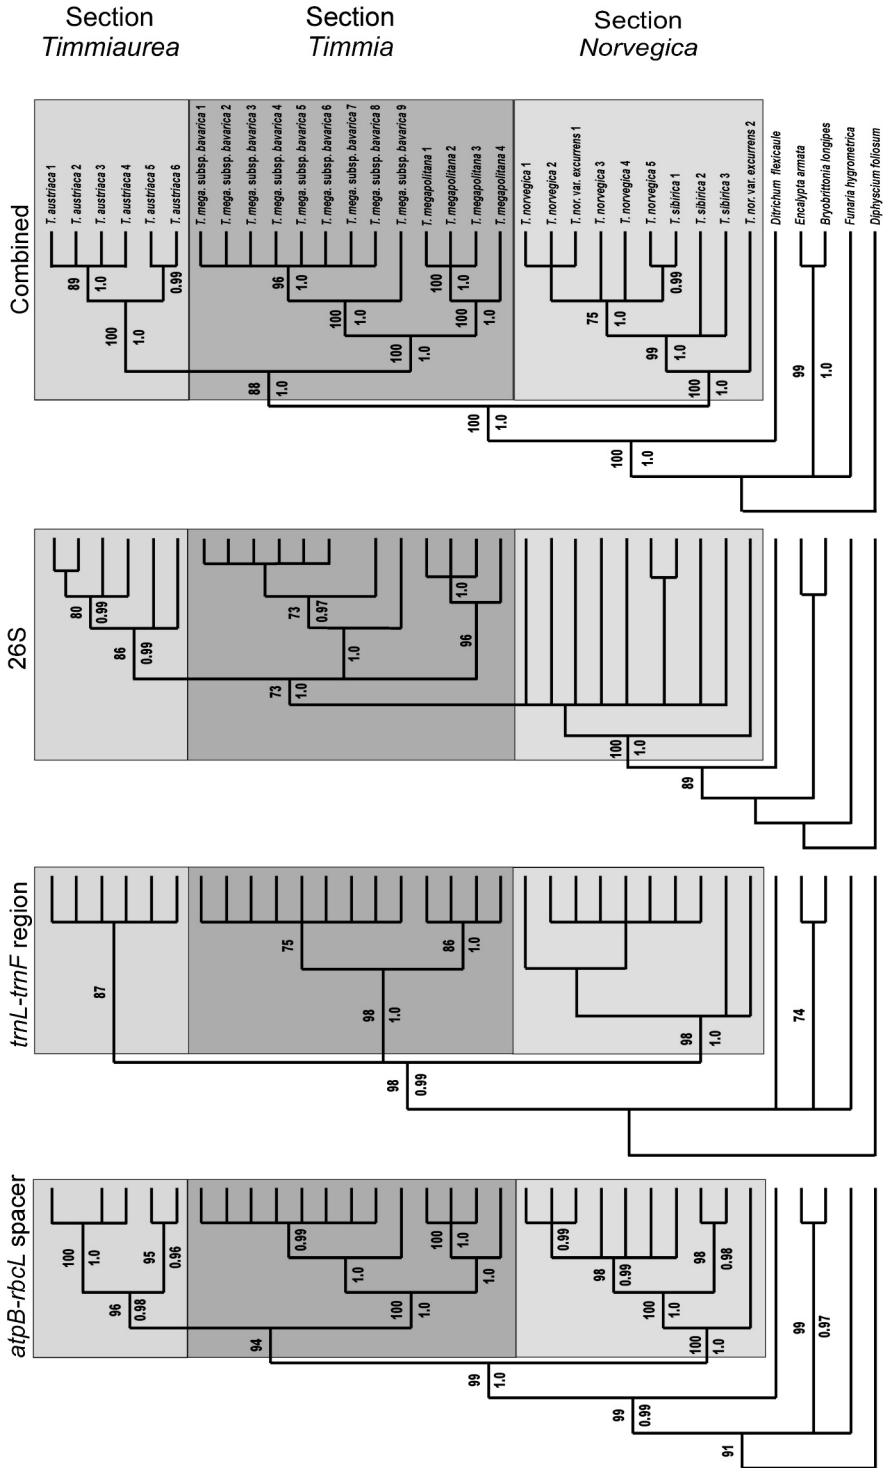 Section
Timmiaurea
Section
Timmia
Section
Norvegica
Combined
T. austriaca 1
T. austriaca 2
T. austriaca 3
T. austriaca 4
T. austriaca 5
T. austriaca 6
T. mega. subsp. bavarica 1
T. mega. subsp. bavarica 2
T. mega. subsp. bavarica 3
T. mega. subsp. bavarica 4
T. mega. subsp. bavarica 5
T. mega. subsp. bavarica 6
T. mega. subsp. bavarica 7
T. mega. subsp. bavarica 8
T. mega. subsp. bavarica 9
T. megapolitana 1
T. megapolitana 2
T. megapolitana 3
T. megapolitana 4
T. norvegica 1
T. norvegica 2
T. nor. var. excurrens 1
T. norvegica 3
T. norvegica 4
T. norvegica 5
T. sibirica 1
T. sibirica 2
T. sibirica 3
T. nor. var. excurrens 2
Ditrichum flexicaule
Encalypta armata
Bryobrittonia longipes
Funaria hygrometrica
Diphyscium foliosum
89
1.0
0.99
100
1.0
96
1.0
100
1.0
100
1.0
100
1.0
100
1.0
88
1.0
0.99
75
1.0
99
1.0
100
1.0
100
1.0
100
1.0
99
1.0
26S
80
0.99
86
0.99
73
0.97
1.0
1.0
96
73
1.0
100
1.0
89
trnL-trnF region
87
75
86
1.0
98
1.0
98
1.0
98
0.99
74
atpB-rbcL spacer
100
1.0
95
0.96
96
0.98
0.99
1.0
100
1.0
1.0
100
1.0
94
0.99
98
0.99
98
0.98
100
1.0
100
1.0
99
1.0
99
0.99
91
99
0.97